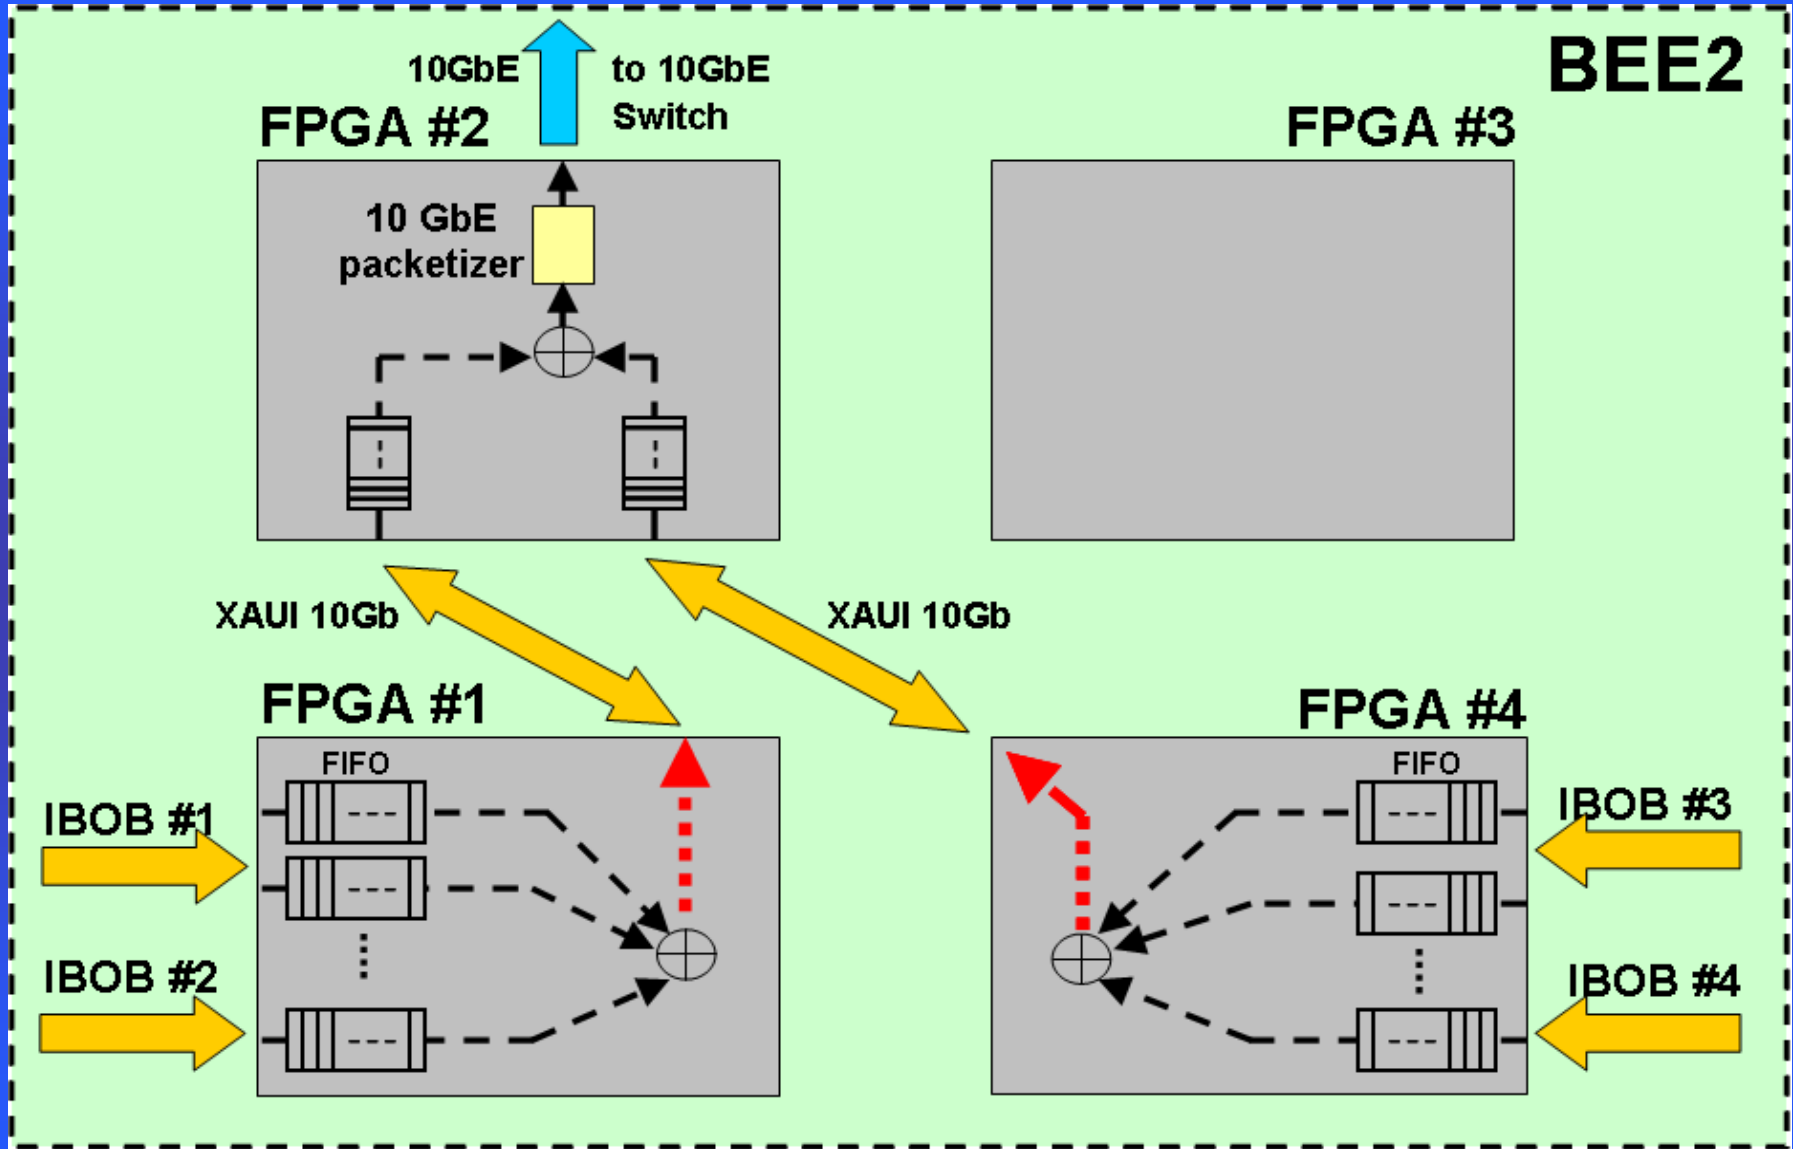 BEE2
10GbE
to 10GbE
Switch
FPGA #2
FPGA #3
10 GbE
packetizer
XAUI 10Gb
XAUI 10Gb
FPGA #1
FPGA #4
FIFO
FIFO
IBOB #1
IBOB #3
IBOB #2
IBOB #4